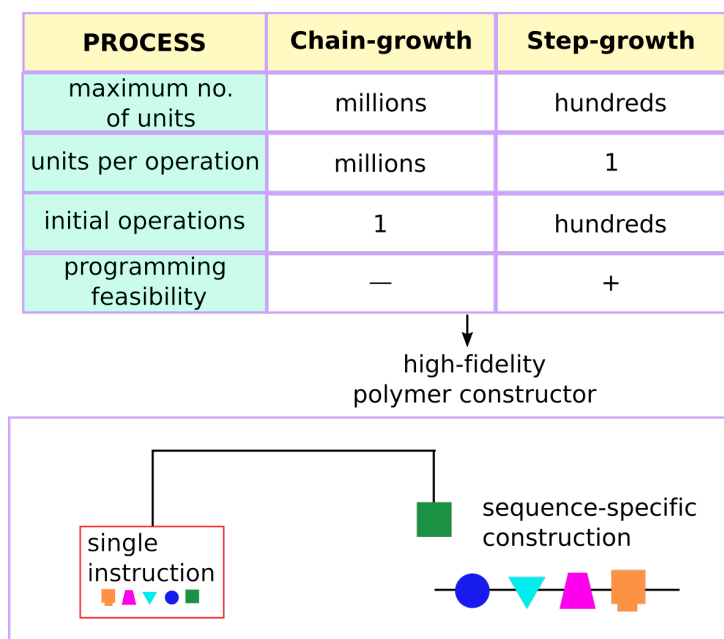 PROCESS Chain-growth Step-growth
maximum no.
of units
millions hundreds
units per operation millions 1
initial operations 1 hundreds
programming
feasibility
— +
high-fidelity
polymer constructor
single
instruction
sequence-specific
construction